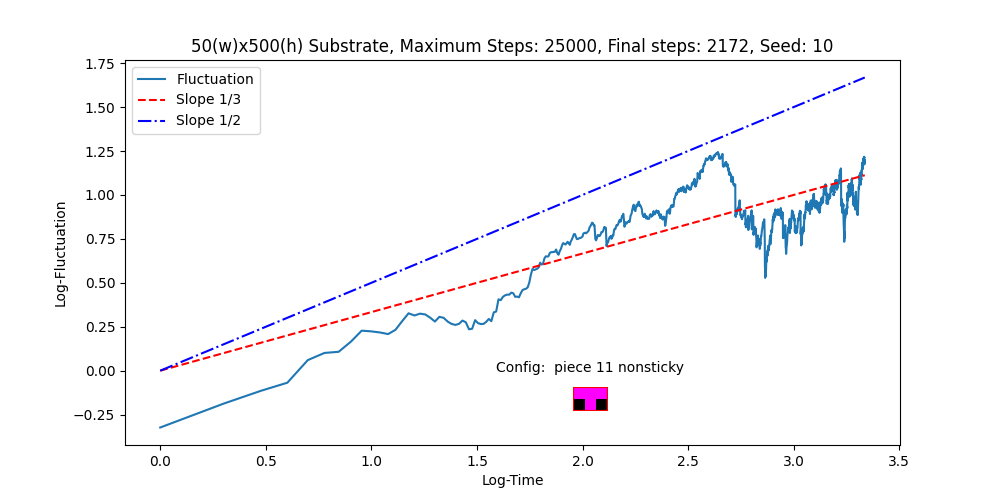 50(w)x500(h) Substrate, Maximum Steps: 25000, Final steps: 2172, Seed: 10
Fluctuation
Slope 1/3
Slope 1/2
1.75
1.50
1.25
1.00
0.75
0.50
0.25
0.00
−0.25
Log-Fluctuation
Config:  piece 11 nonsticky
0.0
0.5
1.0
1.5
2.0
2.5
3.0
3.5
Log-Time